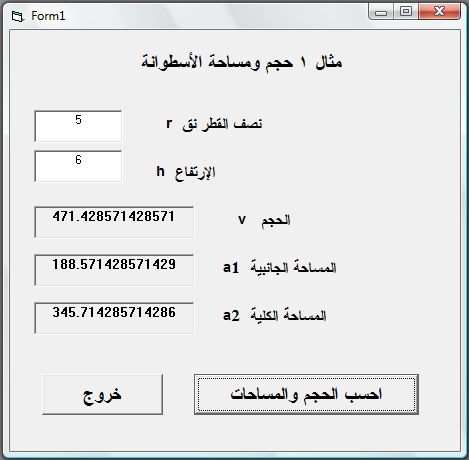 Form1
مثال ١ حجم ومساحة الأسطوانة
نصف القطر نق r 5
الإرتفاع h 6
الحجم v 471.428571428571
المساحة الجانبية a1 188.571428571429
المساحة الكلية a2 345.714285714286
احسب الحجم والمساحات خروج